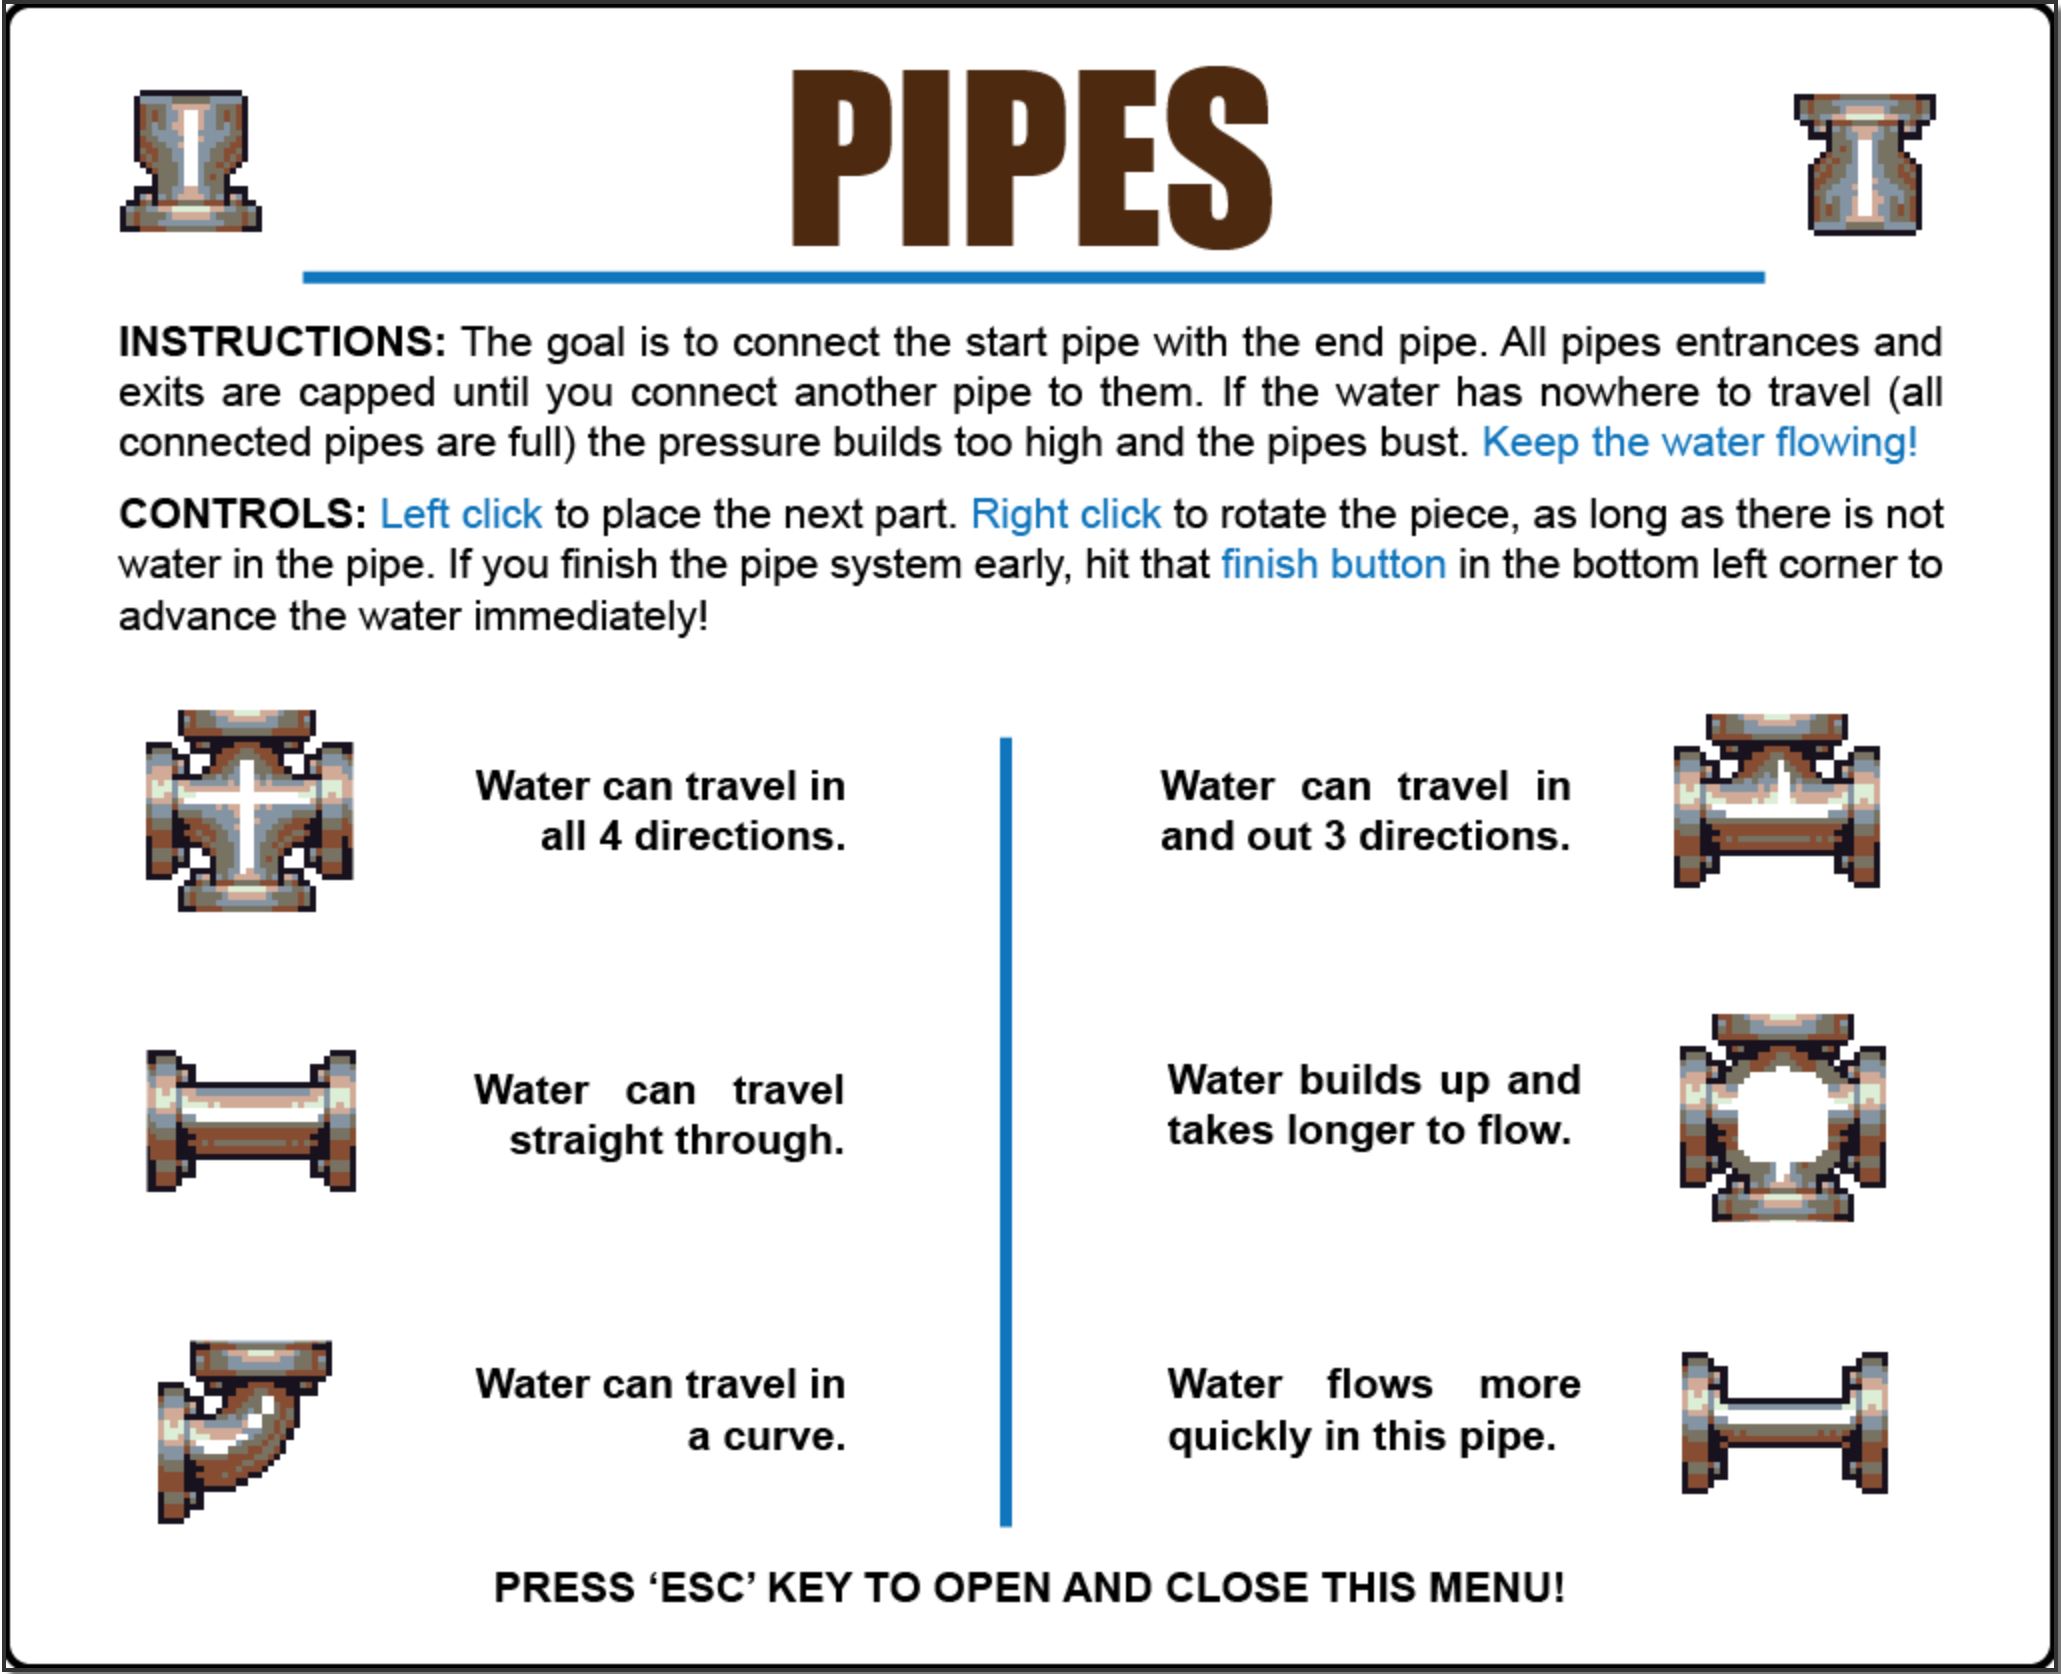 PIPES
INSTRUCTIONS: The goal is to connect the start pipe with the end pipe. All pipes entrances and
exits are capped until you connect another pipe to them. If the water has nowhere to travel (all
connected pipes are full) the pressure builds too high and the pipes bust. Keep the water flowing!
CONTROLS: Left click to place the next part. Right click to rotate the piece, as long as there is not
water in the pipe. If you finish the pipe system early, hit that finish button in the bottom left corner to
advance the water immediately!
Water can travel in
all 4 directions.
Water can travel in
and out 3 directions.
Water can travel
straight through.
Water builds up and
takes longer to flow.
Water can travel in
a curve.
Water flows more
quickly in this pipe.
PRESS ‘ESC’ KEY TO OPEN AND CLOSE THIS MENU!